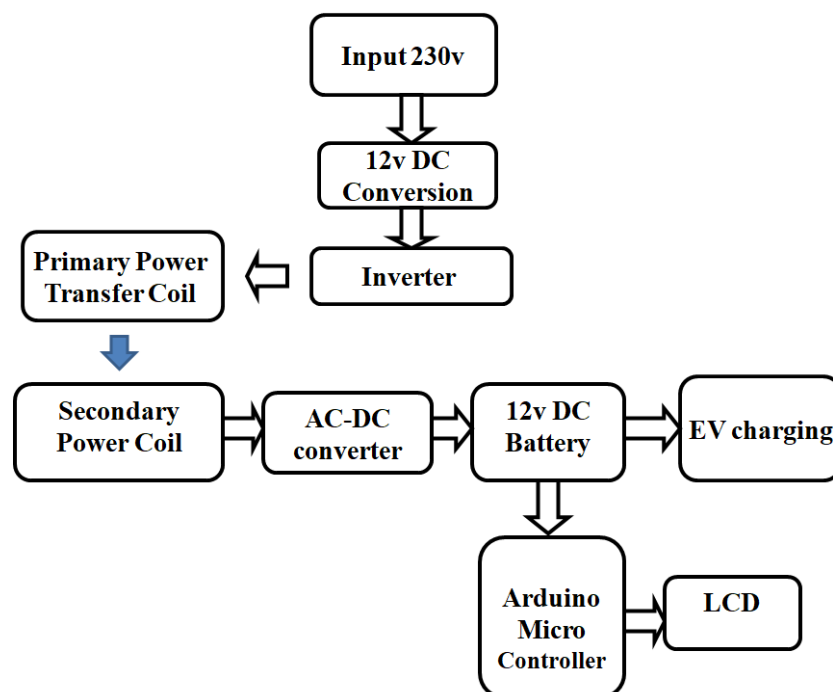 Input 230v
12v DC
Conversion
Inverter
Primary Power
Transfer Coil
Secondary
Power Coil
AC-DC
converter
12v DC
Battery
EV charging
Arduino
Micro
Controller
LCD